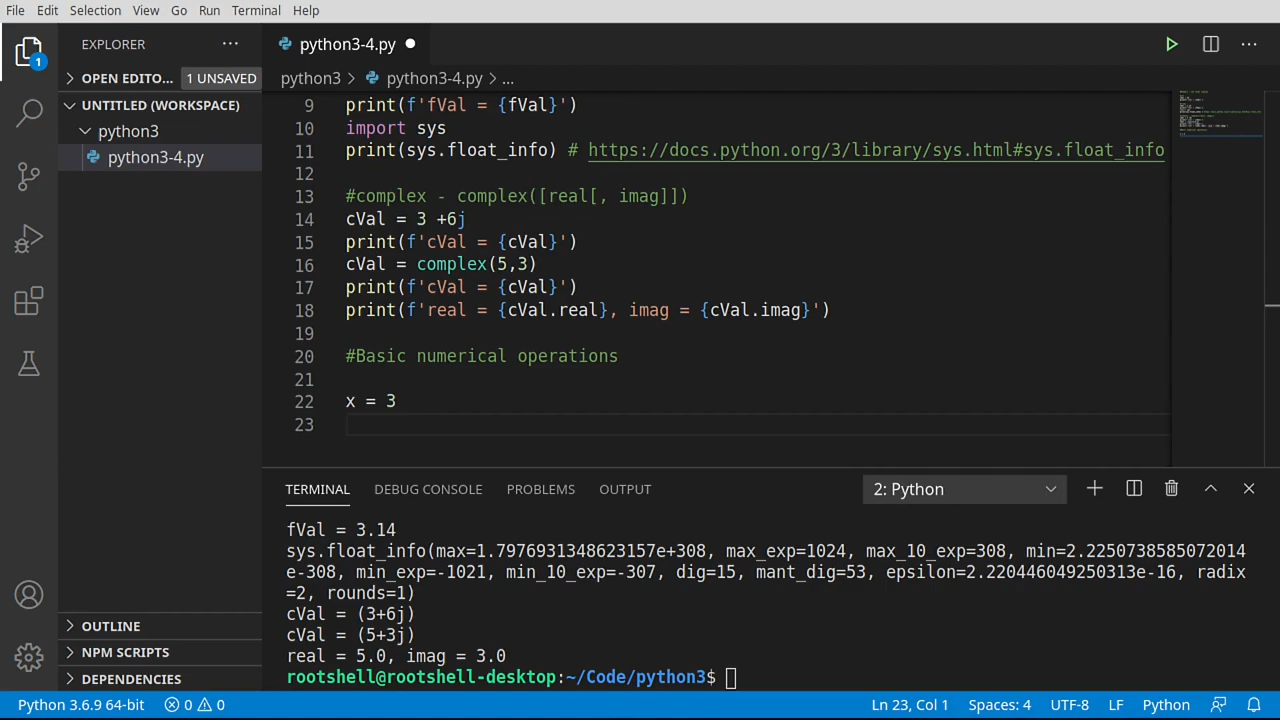 File Edit Selection View Go Run Terminal Help
EXPLORER
python3-4.py
OPEN EDITO... 1 UNSAVED
python3 > python3-4.py > ...
UNTITLED (WORKSPACE)
python3
python3-4.py
1
9 print(f'fVal = {fVal}')
10 import sys
11 print(sys.float_info) # https://docs.python.org/3/library/sys.html#sys.float_info
12
13 #complex - complex([real[, imag]])
14 cVal = 3 +6j
15 print(f'cVal = {cVal}')
16 cVal = complex(5,3)
17 print(f'cVal = {cVal}')
18 print(f'real = {cVal.real}, imag = {cVal.imag}')
19
20 #Basic numerical operations
21
22 x = 3
23
TERMINAL DEBUG CONSOLE PROBLEMS OUTPUT 2: Python
fVal = 3.14
sys.float_info(max=1.7976931348623157e+308, max_exp=1024, max_10_exp=308, min=2.2250738585072014
e-308, min_exp=-1021, min_10_exp=-307, dig=15, mant_dig=53, epsilon=2.220446049250313e-16, radix
=2, rounds=1)
cVal = (3+6j)
cVal = (5+3j)
real = 5.0, imag = 3.0
rootshell@rootshell-desktop:~/Code/python3$
OUTLINE
NPM SCRIPTS
DEPENDENCIES
Python 3.6.9 64-bit 0 0 Ln 23, Col 1 Spaces: 4 UTF-8 LF Python